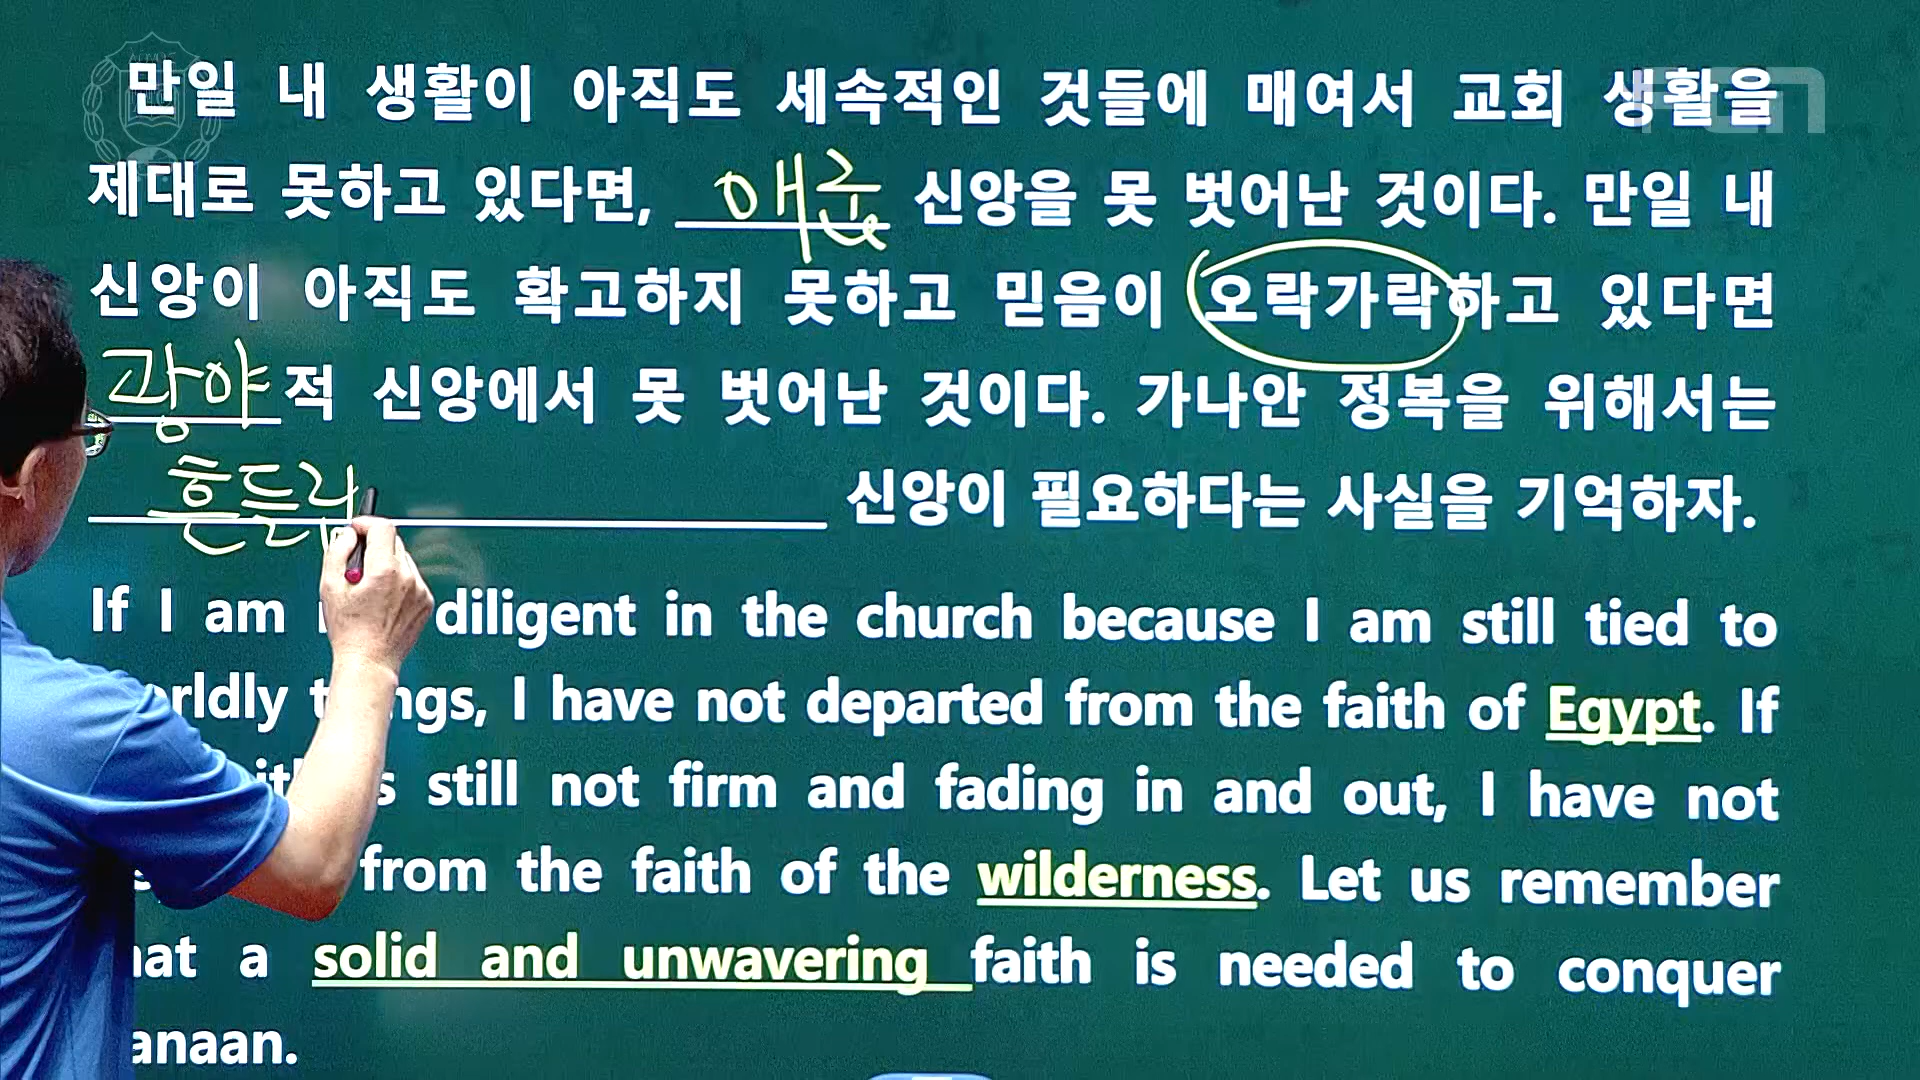 만일 내 생활이 아직도 세속적인 것들에 매여서 교회 생활을
제대로 못하고 있다면, 애굽 신앙을 못 벗어난 것이다. 만일 내
신앙이 아직도 확고하지 못하고 믿음이 오락가락하고 있다면
광야적 신앙에서 못 벗어난 것이다. 가나안 정복을 위해서는
흔들림 신앙이 필요하다는 사실을 기억하자.
If I am diligent in the church because I am still tied to
rldly ngs, I have not departed from the faith of Egypt. If
still not firm and fading in and out, I have not
from the faith of the wilderness. Let us remember
hat a solid and unwavering faith is needed to conquer
anaan.